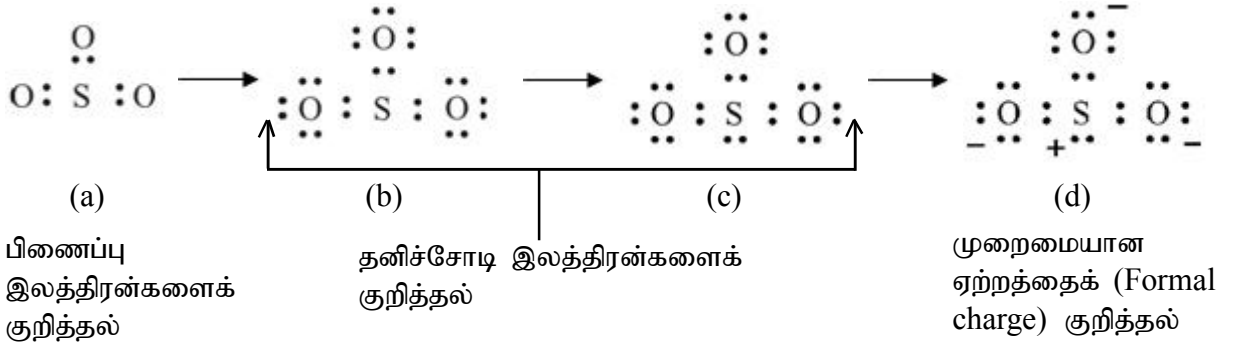 O
O : S : O
:O:
:O : S : O:
:O:
:O : S : O:
:O: −
:O : S : O:
− + −
(a) (b) (c) (d)
பிணைப்பு
இலத்திரன்களைக்
குறித்தல்
தனிச்சோடி இலத்திரன்களைக்
குறித்தல்
முறைமையான
ஏற்றத்தைக் (Formal
charge) குறித்தல்